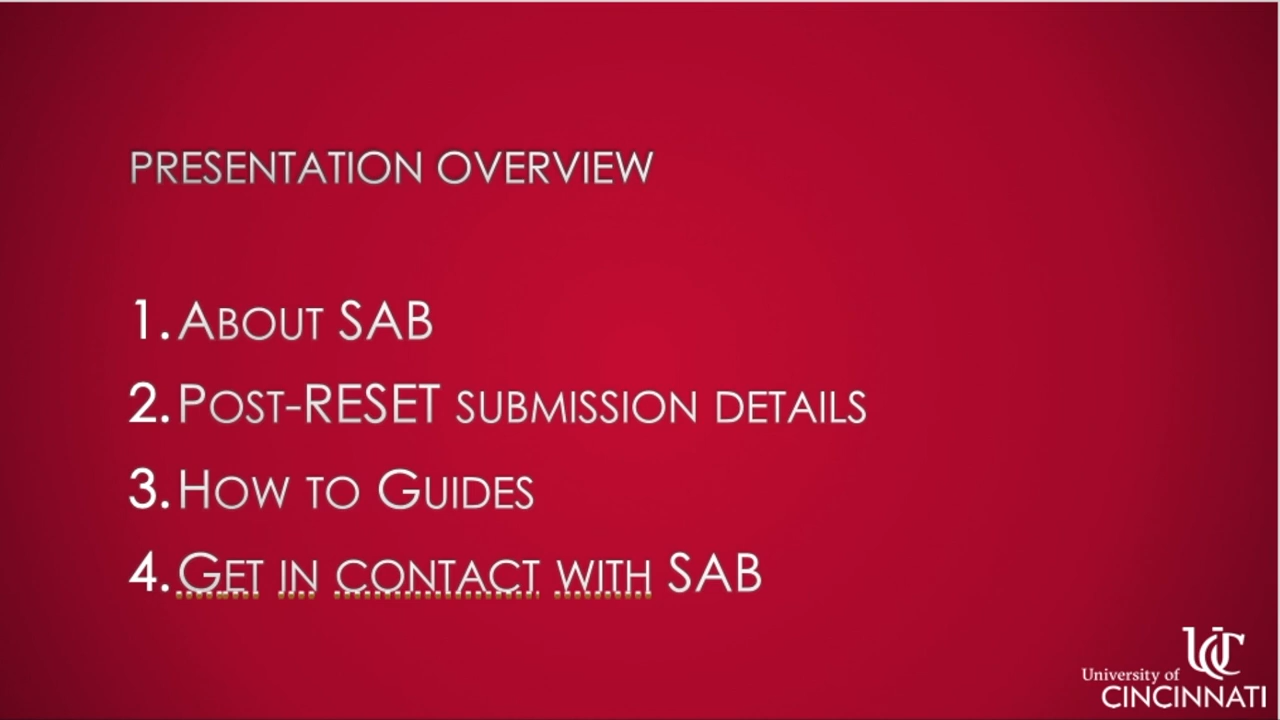 PRESENTATION OVERVIEW
1. ABOUT SAB
2. POST-RESET SUBMISSION DETAILS
3. HOW TO GUIDES
4. GET IN CONTACT WITH SAB
UC
University of
CINCINNATI